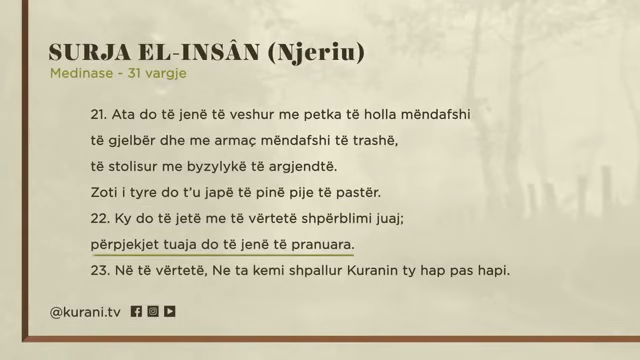 SURJA EL-INSÂN (Njeriu)
Medinase - 31 vargje
21. Ata do të jenë të veshur me petka të holla mëndafshi
të gjelbër dhe me armaç mëndafshi të trashë,
të stolisur me byzylykë të argjendtë.
Zoti i tyre do t'u japë të pinë pije të pastër.
22. Ky do të jetë me të vërtetë shpërblimi juaj;
përpjekjet tuaja do të jenë të pranuara.
23. Në të vërtetë, Ne ta kemi shpallur Kuranin ty hap pas hapi.
@kurani.tv